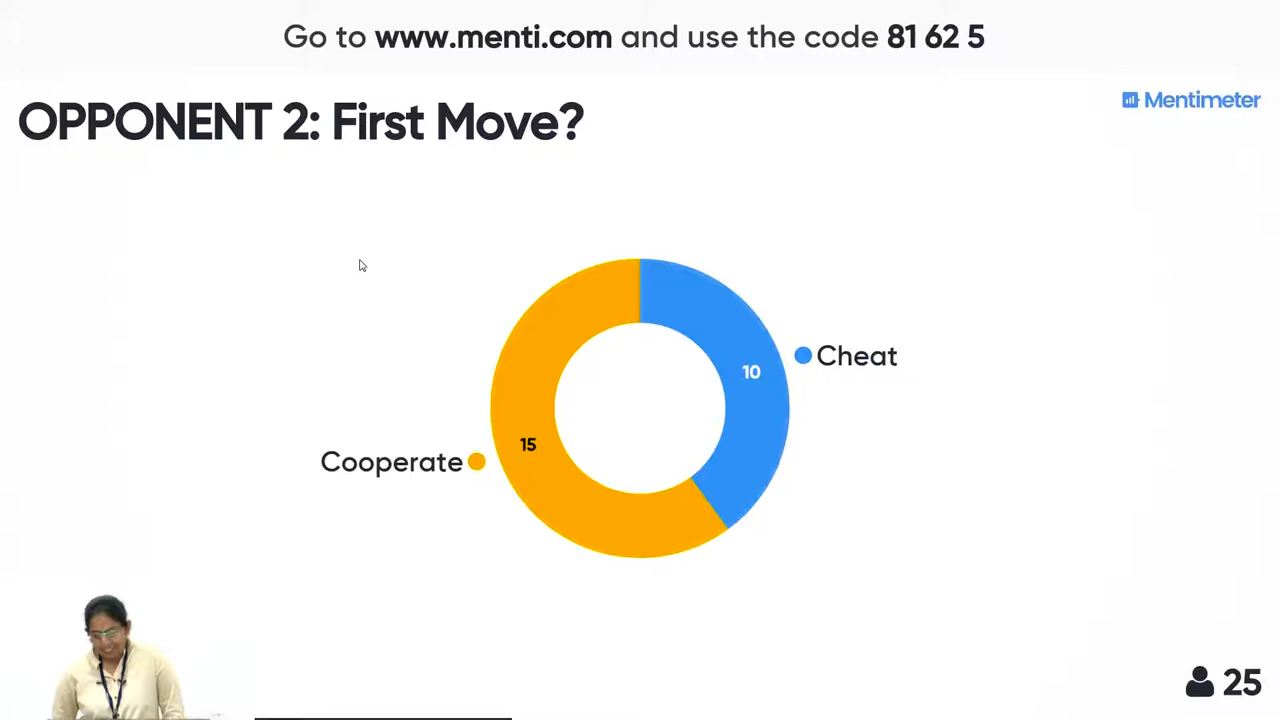 Go to www.menti.com and use the code 81 62 5
Mentimeter
OPPONENT 2: First Move?
Cheat
10
15
Cooperate
25